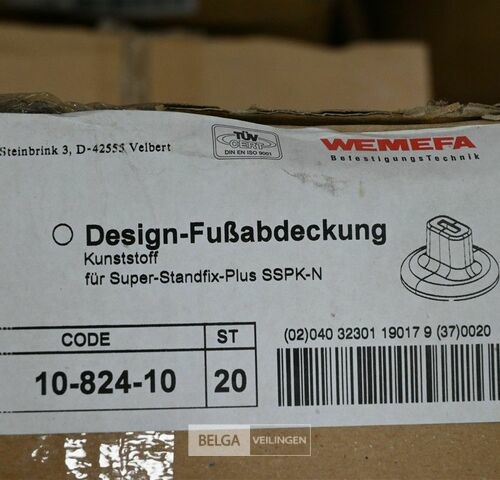 Steinbrink 3, D-42555 Velbert
TÜV
CERT
DIN EN ISO 9001
WEMEFA
BefestigungsTechnik
Design-Fußabdeckung
Kunststoff
für Super-Standfix-Plus SSPK-N
CODE
ST
(02)040 32301 19017 9 (37)0020
10-824-10
20
BELGA VEILINGEN